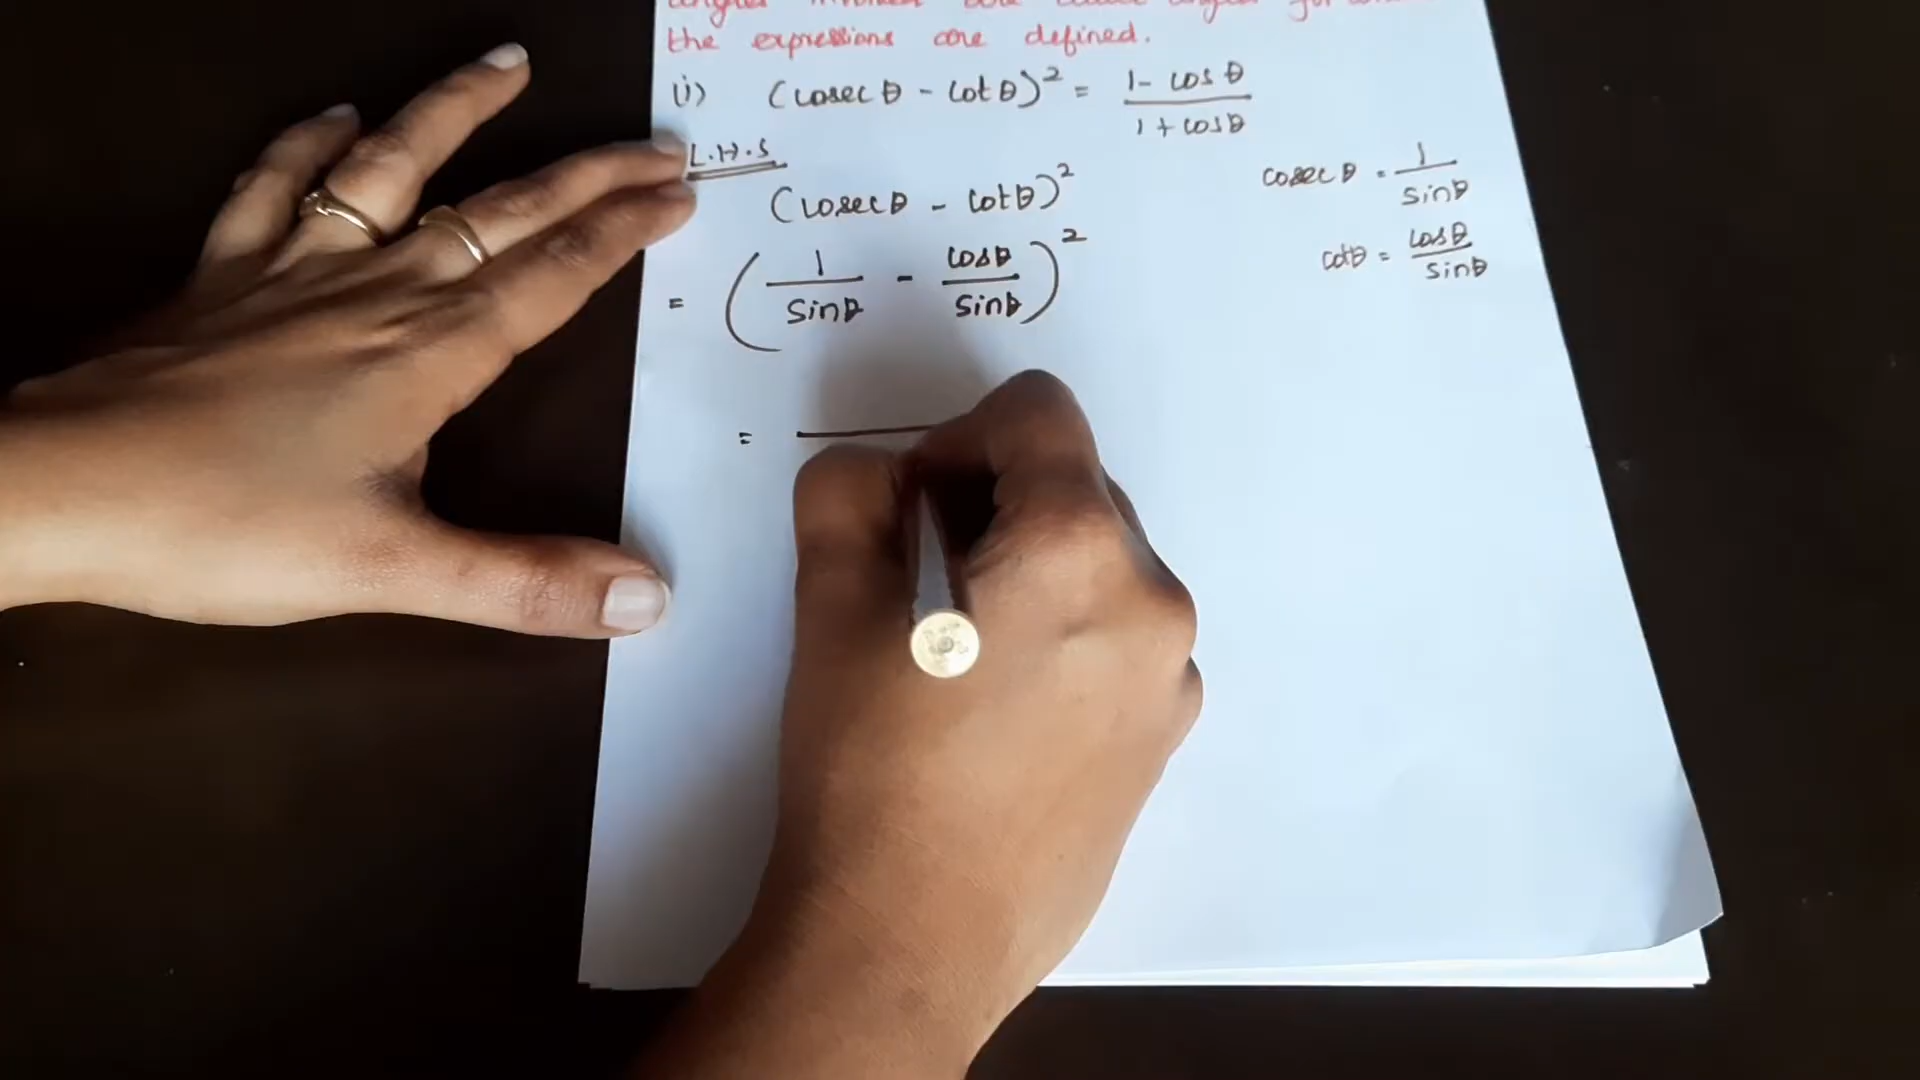 the expressions are defined.
(i) (cosec θ - cot θ)² = (1 - cos θ)/(1 + cos θ)
L.H.S
(cosec θ - cot θ)²
cosec θ = 1/sin θ
= (1/sin θ - cos θ/sin θ)²
cot θ = cos θ/sin θ
=